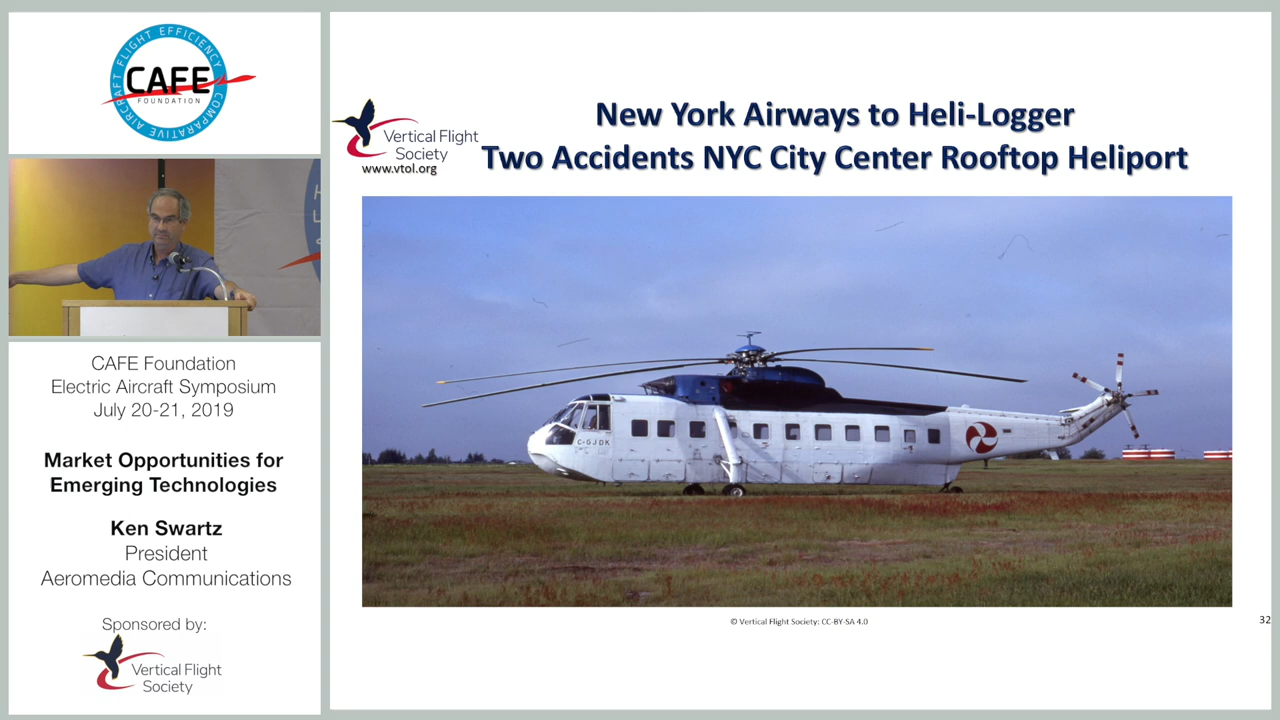 COMPARATIVE AIRCRAFT FLIGHT EFFICIENCY
CAFE
FOUNDATION
CAFE Foundation
Electric Aircraft Symposium
July 20-21, 2019
Market Opportunities for
Emerging Technologies
Ken Swartz
President
Aeromedia Communications
Sponsored by:
Vertical Flight
Society
Vertical Flight
Society
www.vtol.org
New York Airways to Heli-Logger
Two Accidents NYC City Center Rooftop Heliport
C-GJDK
© Vertical Flight Society: CC-BY-SA 4.0
32